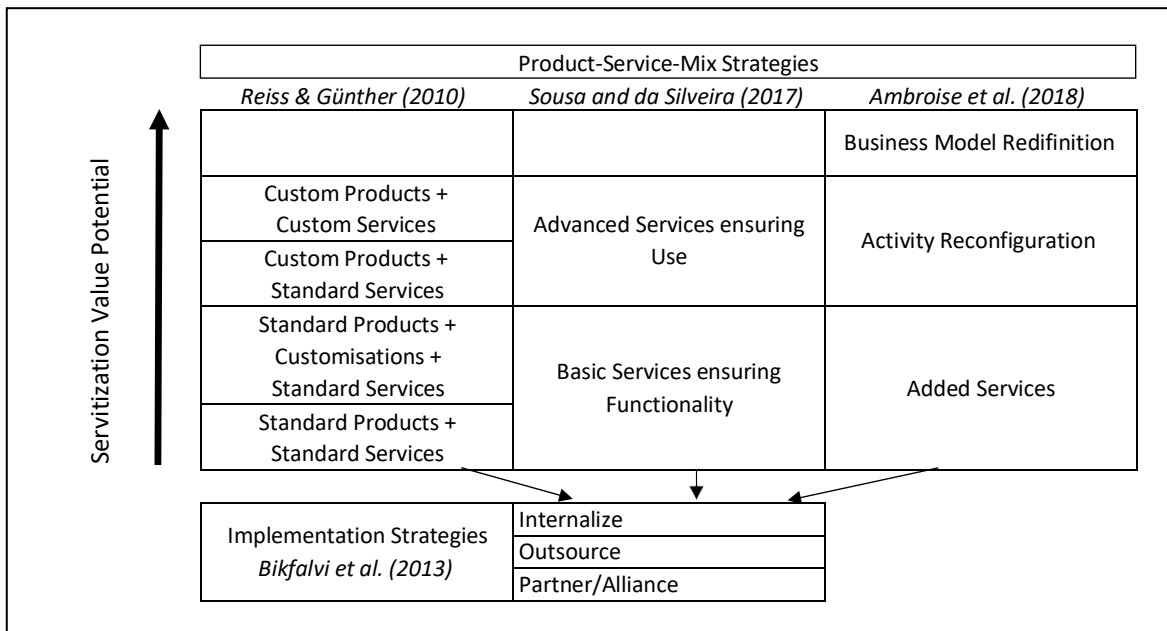 Product-Service-Mix Strategies
Reiss & Günther (2010)
Sousa and da Silveira (2017)
Ambroise et al. (2018)
Servitization Value Potential
Business Model Redifinition
Custom Products +
Custom Services
Advanced Services ensuring
Use
Activity Reconfiguration
Custom Products +
Standard Services
Standard Products +
Customisations +
Standard Services
Basic Services ensuring
Functionality
Added Services
Standard Products +
Standard Services
Implementation Strategies
Bikfalvi et al. (2013)
Internalize
Outsource
Partner/Alliance